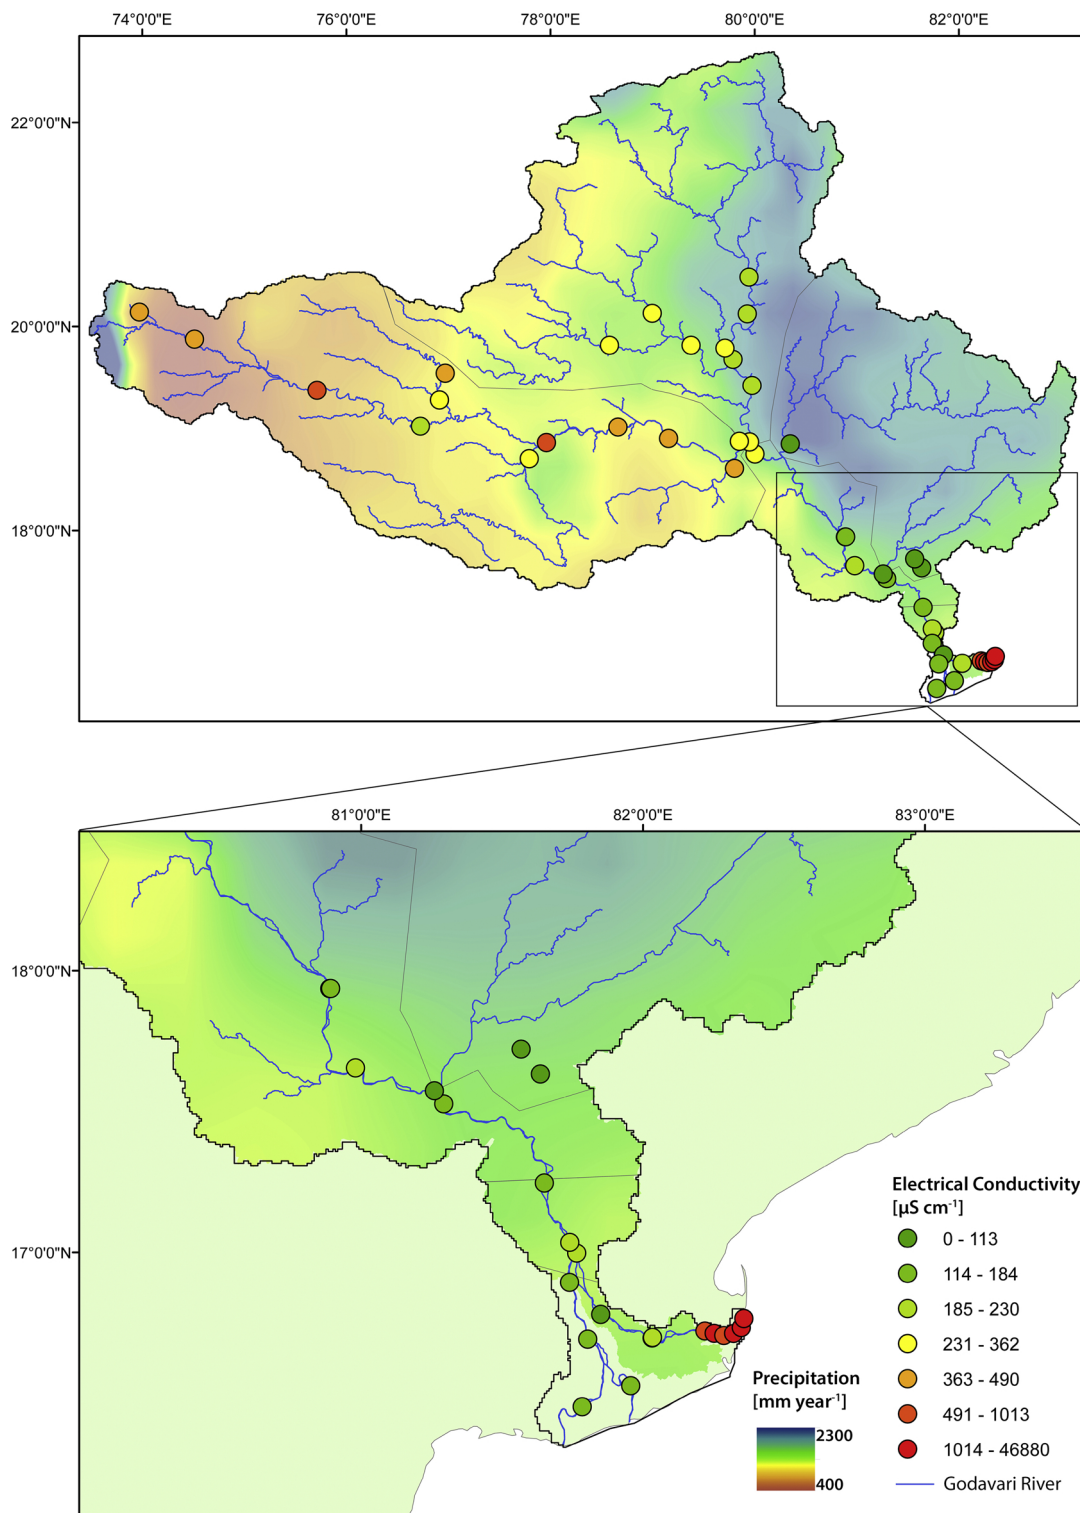 74°0'0"E 76°0'0"E 78°0'0"E 80°0'0"E 82°0'0"E
22°0'0"N
20°0'0"N
18°0'0"N
81°0'0"E 82°0'0"E 83°0'0"E
18°0'0"N
17°0'0"N
Electrical Conductivity
[µS cm⁻¹]
0 - 113
114 - 184
185 - 230
231 - 362
363 - 490
491 - 1013
1014 - 46880
Godavari River
Precipitation
[mm year⁻¹]
2300
400